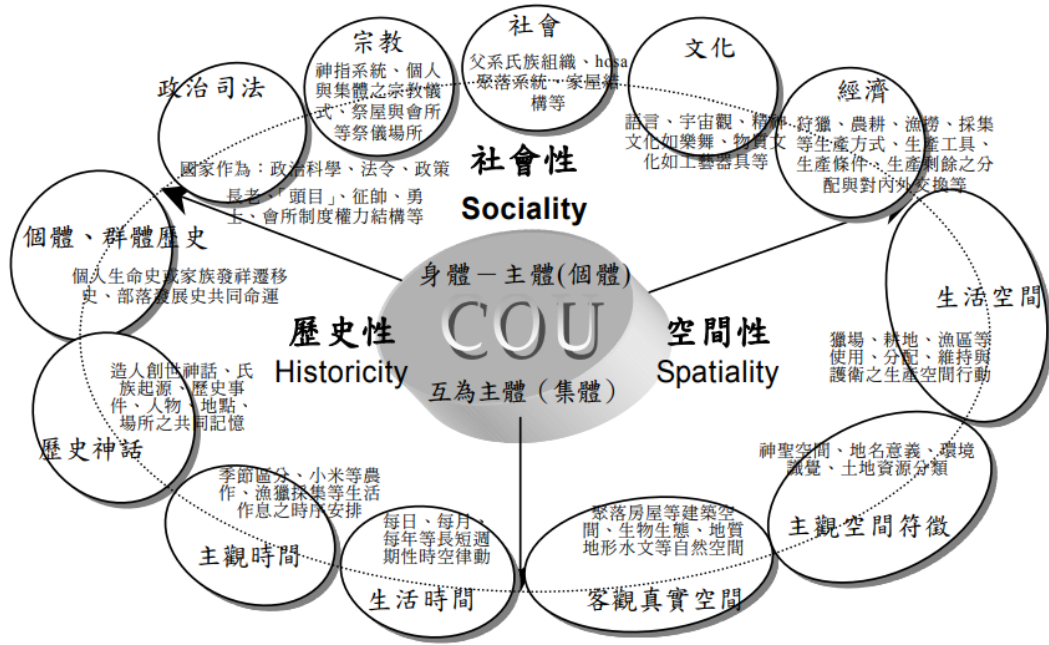 社會
父系氏族組織、hosa
聚落系統、家屋結
構等
宗教
神指系統、個人
與集體之宗教儀
式、祭屋與會所
等祭儀場所
文化
語言、宇宙觀、精神
文化如樂舞、物質文
化如工藝器具等
政治司法
國家作為：政治科學、法令、政策
長老、「頭目」、征帥、勇
士、會所制度權力結構等
經濟
狩獵、農耕、漁撈、採集
等生產方式、生產工具、
生產條件、生產剩餘之分
配與對內外交換等
社會性
Sociality
個體、群體歷史
個人生命史或家族發祥遷移
史、部落發展史共同命運
身體－主體(個體)
COU
互為主體（集體）
歷史性
Historicity
空間性
Spatiality
生活空間
獵場、耕地、漁區等
使用、分配、維持與
護衛之生產空間行動
造人創世神話、氏
族起源、歷史事
件、人物、地點、
場所之共同記憶
歷史神話
神聖空間、地名意義、環境
識覺、土地資源分類
主觀空間符徵
季節區分、小米等農
作、漁獵採集等生活
作息之時序安排
主觀時間
每日、每月、
每年等長短週
期性時空律動
生活時間
聚落房屋等建築空
間、生物生態、地質
地形水文等自然空間
客觀真實空間